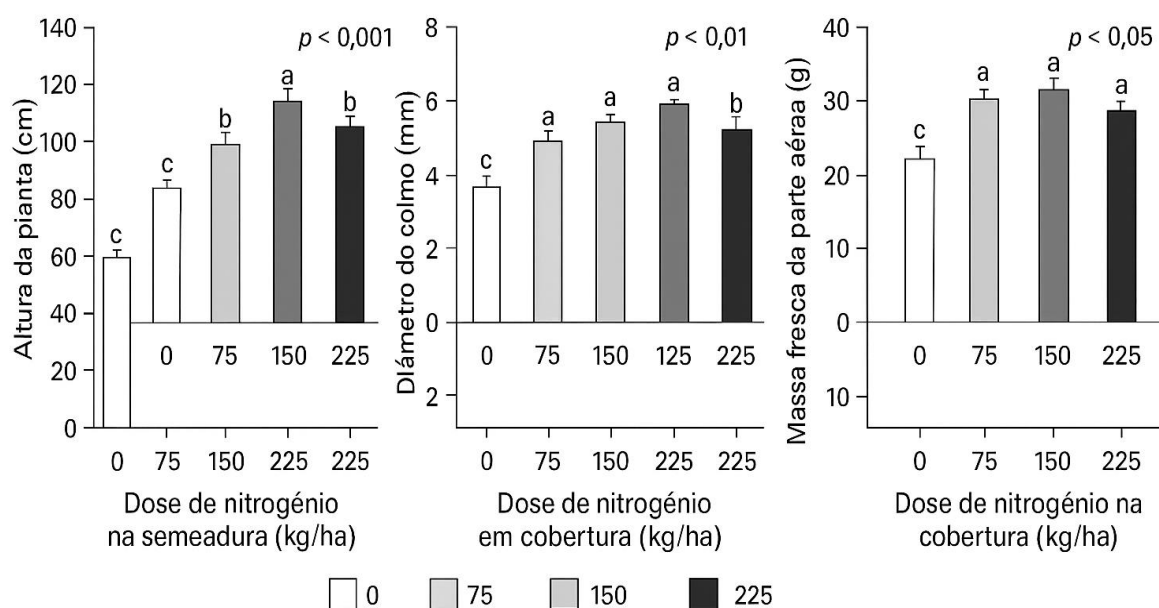 140
120
100
80
60
40
20
0
Altura da pianta (cm)
p < 0,001
c
c
b
a
b
0 75 150 225
0 75 150 225 225
Dose de nitrogénio
na semeadura (kg/ha)
8
6
4
2
0
2
Dlámetro do colmo (mm)
p < 0,01
c
a
a
a
b
0 75 150 125 225
0 75 150 225 225
Dose de nitrogénio
em cobertura (kg/ha)
40
30
20
10
0
10
Massa fresca da parte aéraa (g)
p < 0,05
c
a
a
a
0 75 150 225
0 75 150 225
Dose de nitrogénio na
cobertura (kg/ha)
0 75 150 225